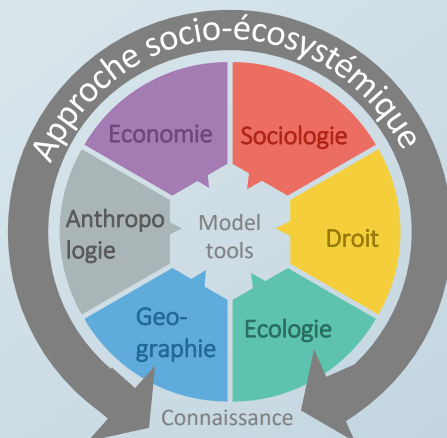 Approche socio-écosystémique
Economie
Sociologie
Anthropo
logie
Model
tools
Droit
Geo-
graphie
Ecologie
Connaissance